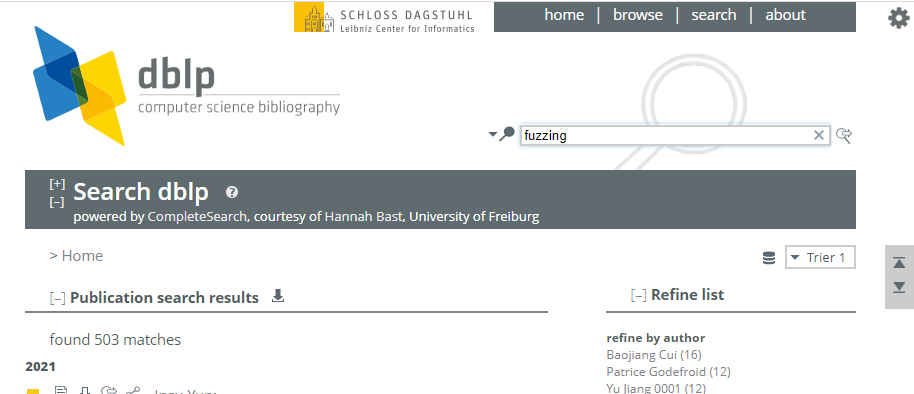 SCHLOSS DAGSTUHL
Leibniz Center for Informatics
home | browse | search | about
dblp
computer science bibliography
fuzzing
[+]
[–]
Search dblp ?
powered by CompleteSearch, courtesy of Hannah Bast, University of Freiburg
> Home
Trier 1
[–] Publication search results
[–] Refine list
found 503 matches
refine by author
2021
Baojiang Cui (16)
Patrice Godefroid (12)
Yu Jiang 0001 (12)